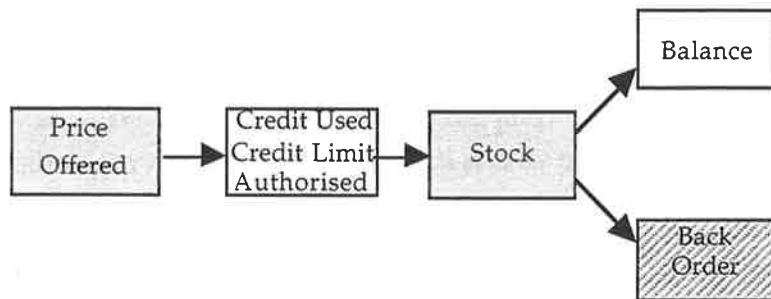 Price
Offered
Credit Used
Credit Limit
Authorised
Stock
Balance
Back
Order